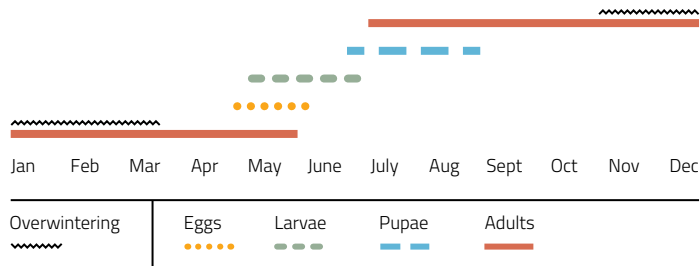 Jan Feb Mar Apr May June July Aug Sept Oct Nov Dec
Overwintering Eggs Larvae Pupae Adults